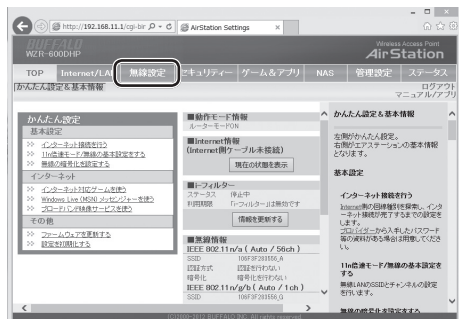 http://192.168.11.1/cgi-bir
AirStation Settings
BUFFALO
WZR-600DHP
Wireless Access Point
AirStation
TOP Internet/LAN 無線設定 セキュリティー ゲーム&アプリ NAS 管理設定 ステータス
かんたん設定&基本情報
ログアウト
マニュアル/アプリ
かんたん設定
基本設定
インターネット接続を行う
11n倍速モード/無線の基本設定をする
無線の暗号化を設定する
インターネット
インターネット対応ゲームを使う
Windows Live (MSN) メッセンジャーを使う
ブロードバンド映像サービスを使う
その他
ファームウェアを更新する
設定を初期化する
■動作モード情報
ルーターモードON
■Internet情報
(Internet側ケーブル未接続)
現在の状態を表示
■i-フィルター
ステータス 停止中
利用期限 「i-フィルター」は無効です
情報を更新する
■無線情報
IEEE 802.11n/a ( Auto / 56ch )
SSID
認証方式 認証を行わない
暗号化 暗号化を行わない
IEEE 802.11n/g/b ( Auto / 1ch )
SSID
かんたん設定&基本情報
左側がかんたん設定。
右側がエアステーションの基本情報
となります。
基本設定
インターネット接続を行う
Internet側の回線種別を探索し、インタ
ーネット接続が完了するまでの設定を
します。
プロバイダーから入手したパスワード
等の資料がある場合は用意してくださ
い。
11n倍速モード/無線の基本設定を
する
無線LANのSSIDとチャンネルの設定
を行います。
無線の暗号化を設定する
(C)2000-2013 BUFFALO INC. All rights reserved.